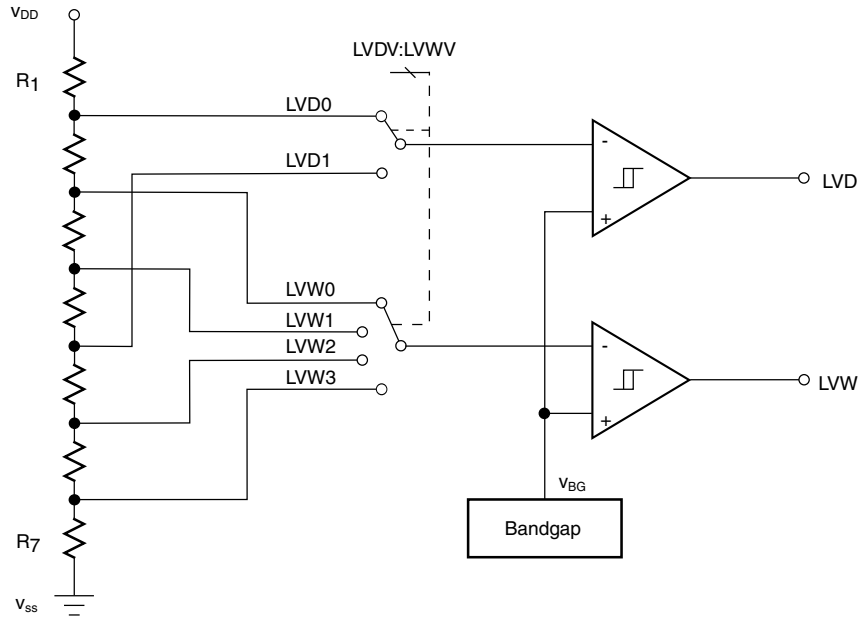 VDD
LVDV:LVWV
R1
LVD0
-
LVD1
LVD
+
LVW0
LVW1
-
LVW2
LVW3
LVW
+
VBG
Bandgap
R7
Vss